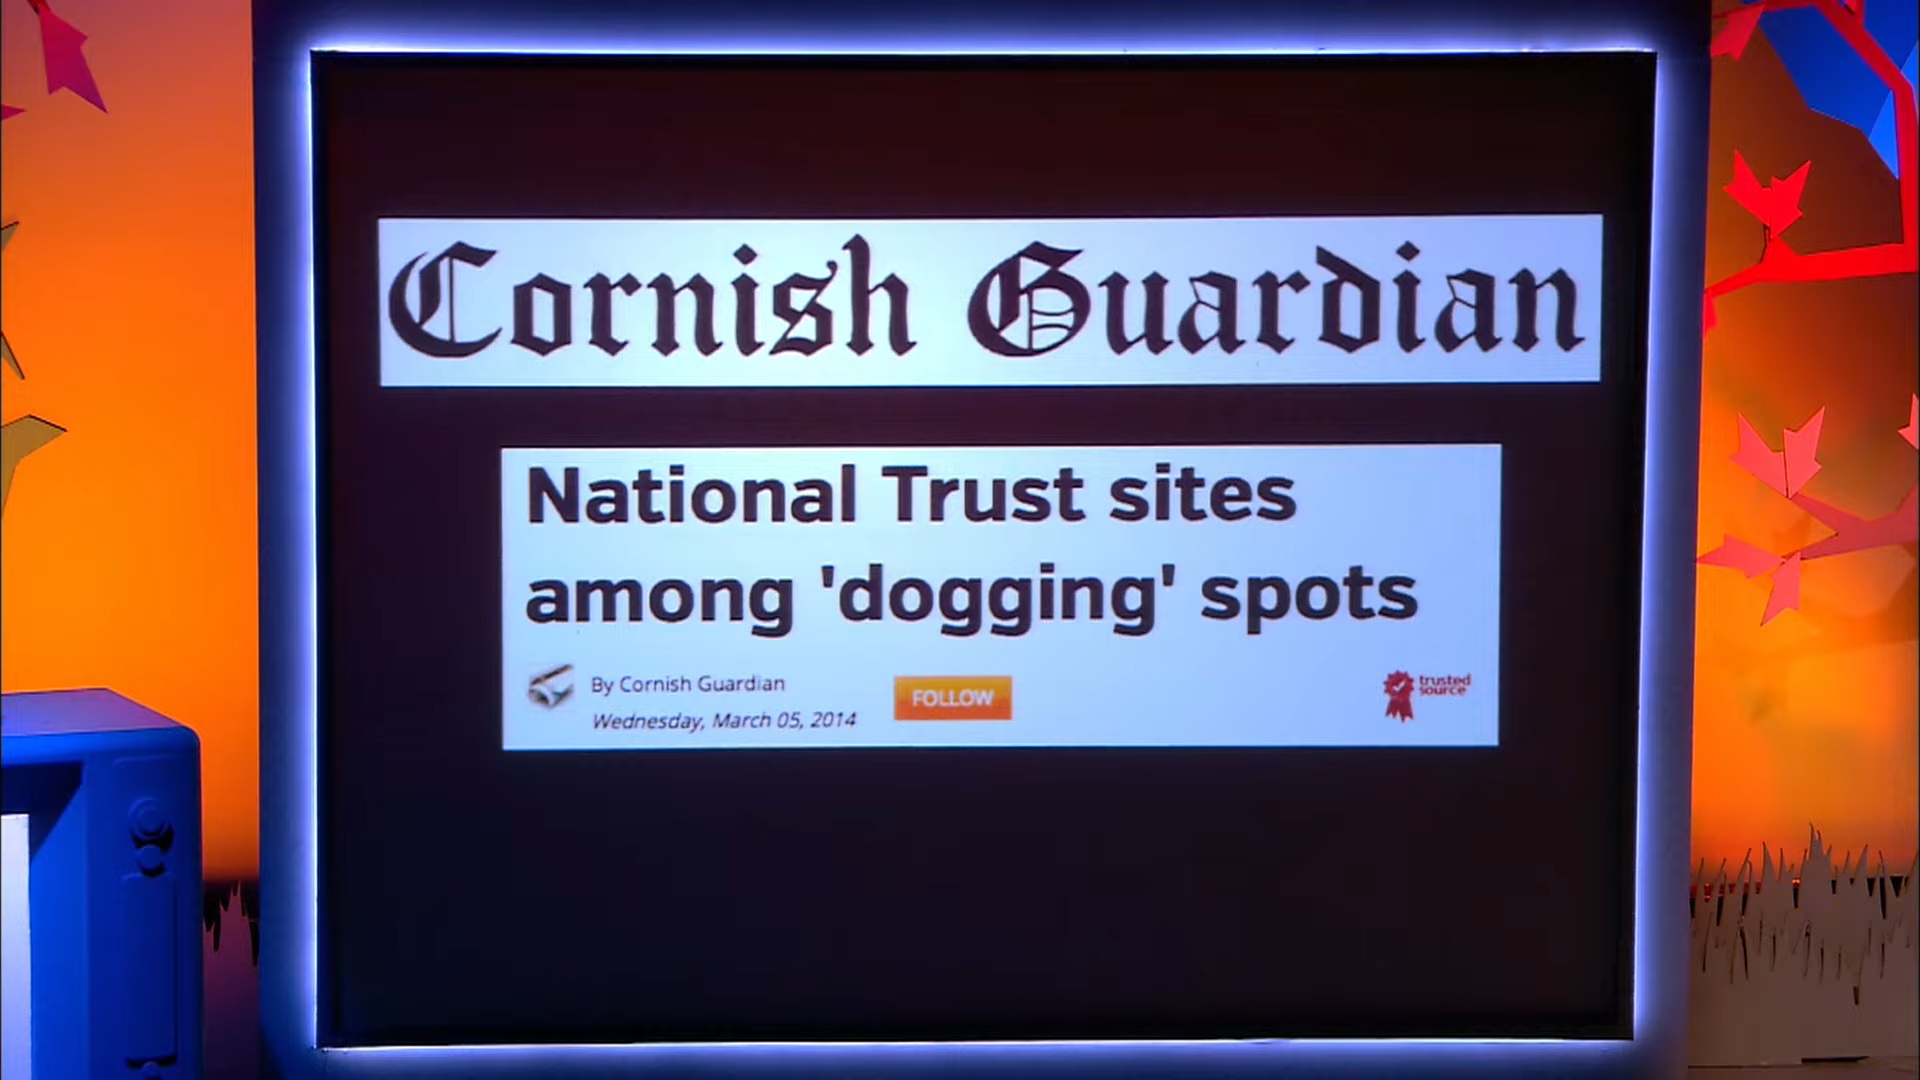 Cornish Guardian
National Trust sites
among 'dogging' spots
By Cornish Guardian
Wednesday, March 05, 2014
FOLLOW
trusted
source